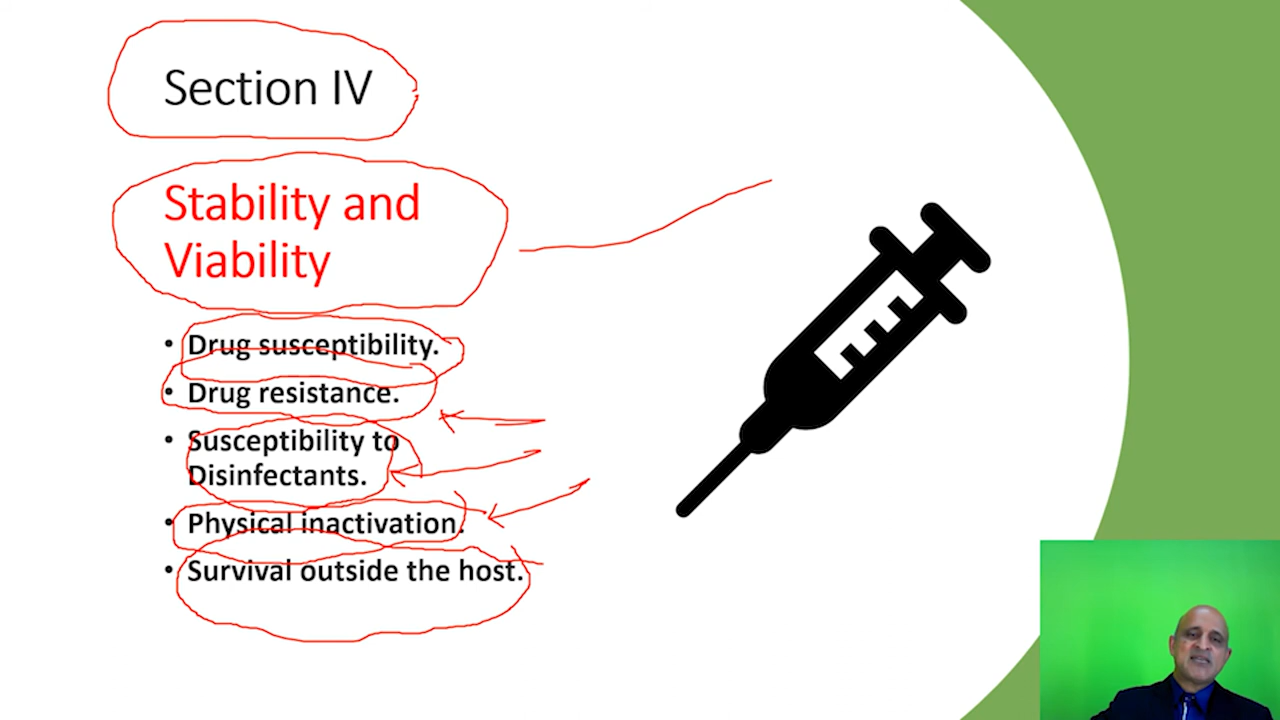 Section IV
Stability and
Viability
• Drug susceptibility.
• Drug resistance.
• Susceptibility to
Disinfectants.
• Physical inactivation.
• Survival outside the host.